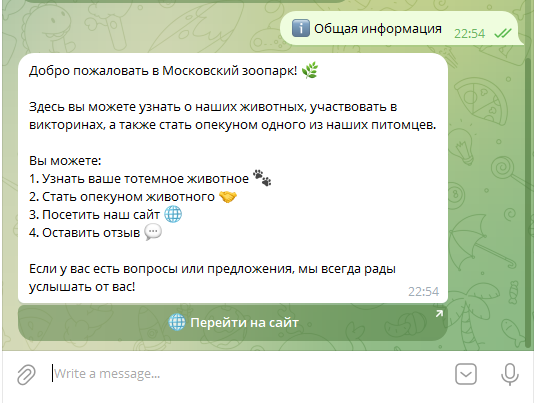 ℹ️ Общая информация
22:54
Добро пожаловать в Московский зоопарк! 🌿
Здесь вы можете узнать о наших животных, участвовать в
викторинах, а также стать опекуном одного из наших питомцев.
Вы можете:
1. Узнать ваше тотемное животное 🐾
2. Стать опекуном животного 🤝
3. Посетить наш сайт 🌐
4. Оставить отзыв 💬
Если у вас есть вопросы или предложения, мы всегда рады
услышать от вас!
22:54
🌐 Перейти на сайт
Write a message...